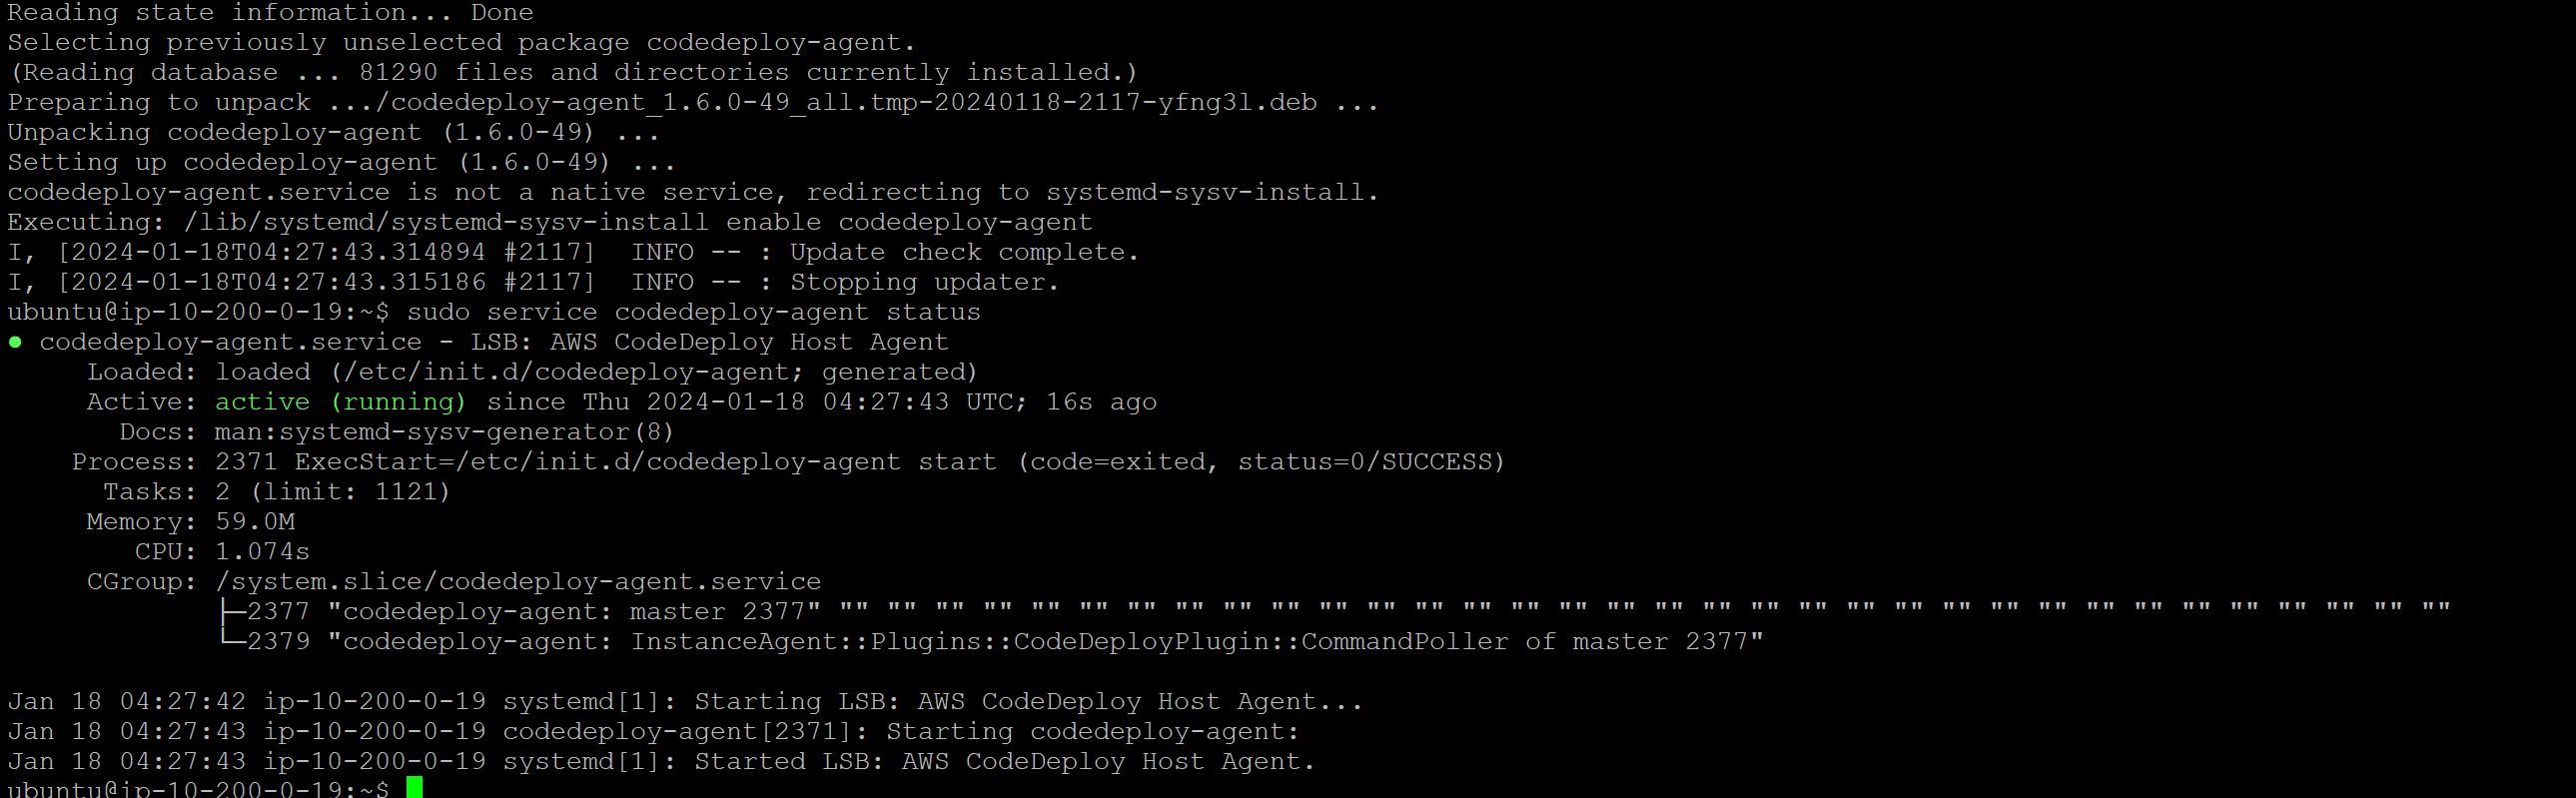 Reading state information... Done
Selecting previously unselected package codedeploy-agent.
(Reading database ... 81290 files and directories currently installed.)
Preparing to unpack .../codedeploy-agent_1.6.0-49_all.tmp-20240118-2117-yfng3l.deb ...
Unpacking codedeploy-agent (1.6.0-49) ...
Setting up codedeploy-agent (1.6.0-49) ...
codedeploy-agent.service is not a native service, redirecting to systemd-sysv-install.
Executing: /lib/systemd/systemd-sysv-install enable codedeploy-agent
I, [2024-01-18T04:27:43.314894 #2117]  INFO -- : Update check complete.
I, [2024-01-18T04:27:43.315186 #2117]  INFO -- : Stopping updater.
ubuntu@ip-10-200-0-19:~$ sudo service codedeploy-agent status
● codedeploy-agent.service - LSB: AWS CodeDeploy Host Agent
     Loaded: loaded (/etc/init.d/codedeploy-agent; generated)
     Active: active (running) since Thu 2024-01-18 04:27:43 UTC; 16s ago
       Docs: man:systemd-sysv-generator(8)
    Process: 2371 ExecStart=/etc/init.d/codedeploy-agent start (code=exited, status=0/SUCCESS)
      Tasks: 2 (limit: 1121)
     Memory: 59.0M
        CPU: 1.074s
     CGroup: /system.slice/codedeploy-agent.service
             ├─2377 "codedeploy-agent: master 2377" "" "" "" "" "" "" "" "" "" "" "" "" "" "" "" "" "" "" "" "" "" "" "" "" "" "" "" "" "" "" "" "" "" ""
             └─2379 "codedeploy-agent: InstanceAgent::Plugins::CodeDeployPlugin::CommandPoller of master 2377"
Jan 18 04:27:42 ip-10-200-0-19 systemd[1]: Starting LSB: AWS CodeDeploy Host Agent...
Jan 18 04:27:43 ip-10-200-0-19 codedeploy-agent[2371]: Starting codedeploy-agent:
Jan 18 04:27:43 ip-10-200-0-19 systemd[1]: Started LSB: AWS CodeDeploy Host Agent.
ubuntu@ip-10-200-0-19:~$